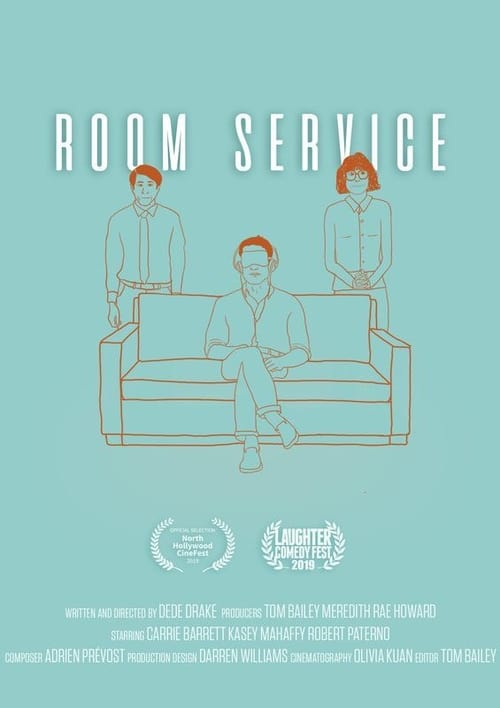 ROOM SERVICE
OFFICIAL SELECTION
North
Hollywood
CineFest
2019
LAUGHTER
COMEDY FEST
2019
WRITTEN AND DIRECTED BY DEDE DRAKE PRODUCERS TOM BAILEY MEREDITH RAE HOWARD
STARRING CARRIE BARRETT KASEY MAHAFFY ROBERT PATERNO
COMPOSER ADRIEN PRÉVOST PRODUCTION DESIGN DARREN WILLIAMS CINEMATOGRAPHY OLIVIA KUAN EDITOR TOM BAILEY